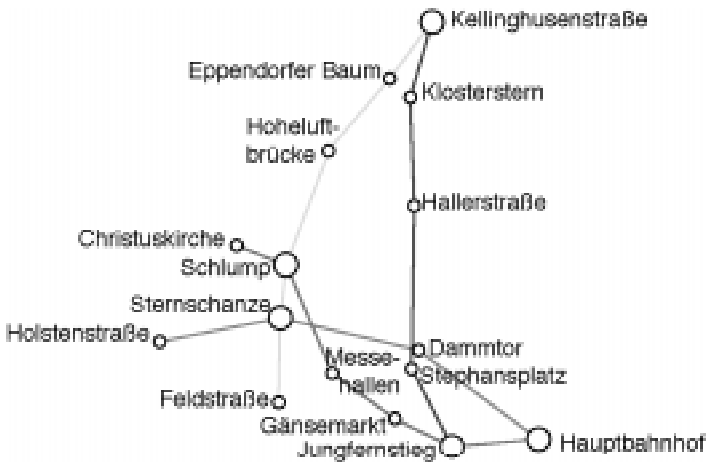 Kellinghusenstraße
Eppendorfer Baum
Klosterstern
Hoheluft-
brücke
Hallerstraße
Christuskirche
Schlump
Sternschanze
Holstenstraße
Dammtor
Messe-
hallen
Stephansplatz
Feldstraße
Gänsemarkt
Jungfernstieg
Hauptbahnhof